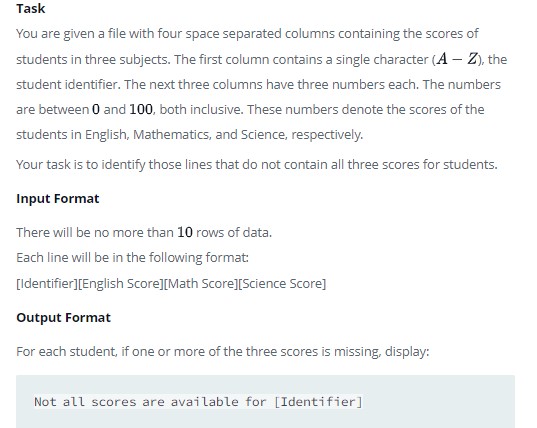 Task
You are given a file with four space separated columns containing the scores of
students in three subjects. The first column contains a single character (A − Z), the
student identifier. The next three columns have three numbers each. The numbers
are between 0 and 100, both inclusive. These numbers denote the scores of the
students in English, Mathematics, and Science, respectively.
Your task is to identify those lines that do not contain all three scores for students.
Input Format
There will be no more than 10 rows of data.
Each line will be in the following format:
[Identifier][English Score][Math Score][Science Score]
Output Format
For each student, if one or more of the three scores is missing, display:
Not all scores are available for [Identifier]